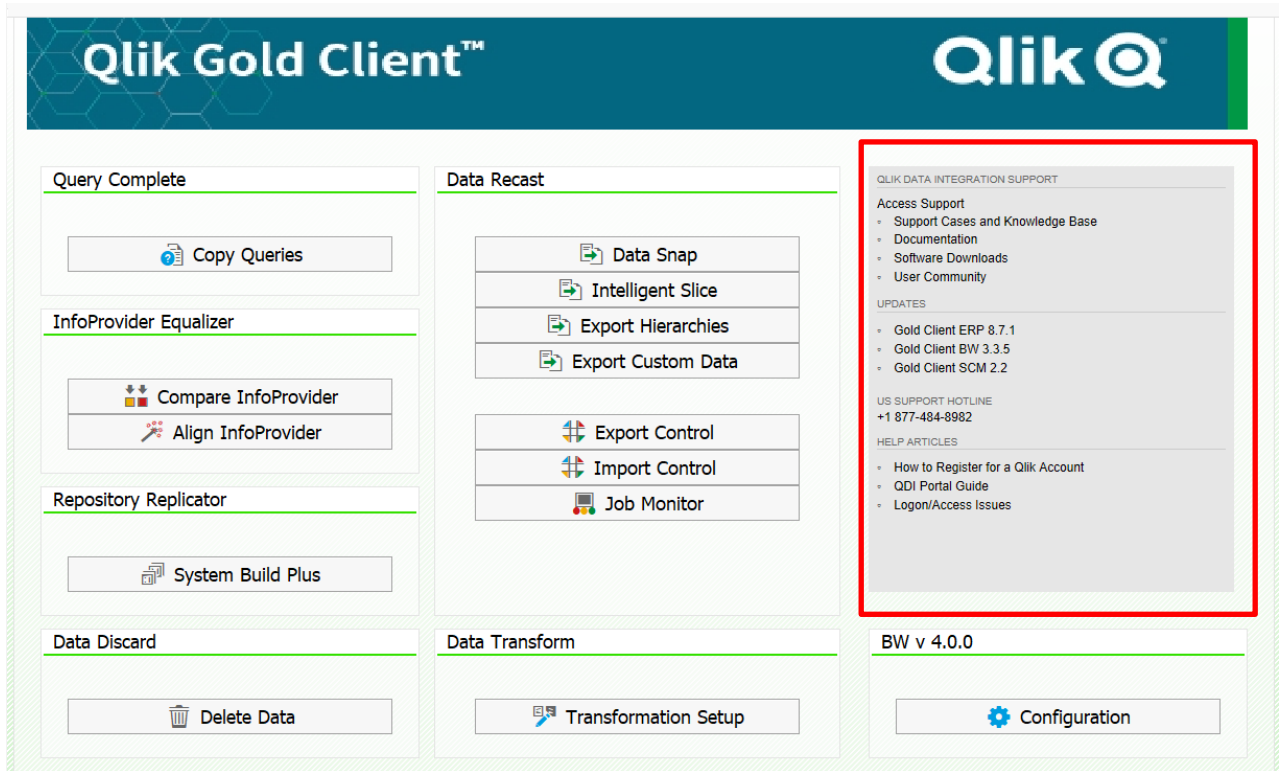 Qlik Gold Client™
Qlik
Query Complete
Copy Queries
InfoProvider Equalizer
Compare InfoProvider
Align InfoProvider
Repository Replicator
System Build Plus
Data Discard
Delete Data
Data Recast
Data Snap
Intelligent Slice
Export Hierarchies
Export Custom Data
Export Control
Import Control
Job Monitor
Data Transform
Transformation Setup
QLIK DATA INTEGRATION SUPPORT
Access Support
Support Cases and Knowledge Base
Documentation
Software Downloads
User Community
UPDATES
Gold Client ERP 8.7.1
Gold Client BW 3.3.5
Gold Client SCM 2.2
US SUPPORT HOTLINE
+1 877-484-8982
HELP ARTICLES
How to Register for a Qlik Account
QDI Portal Guide
Logon/Access Issues
BW v 4.0.0
Configuration